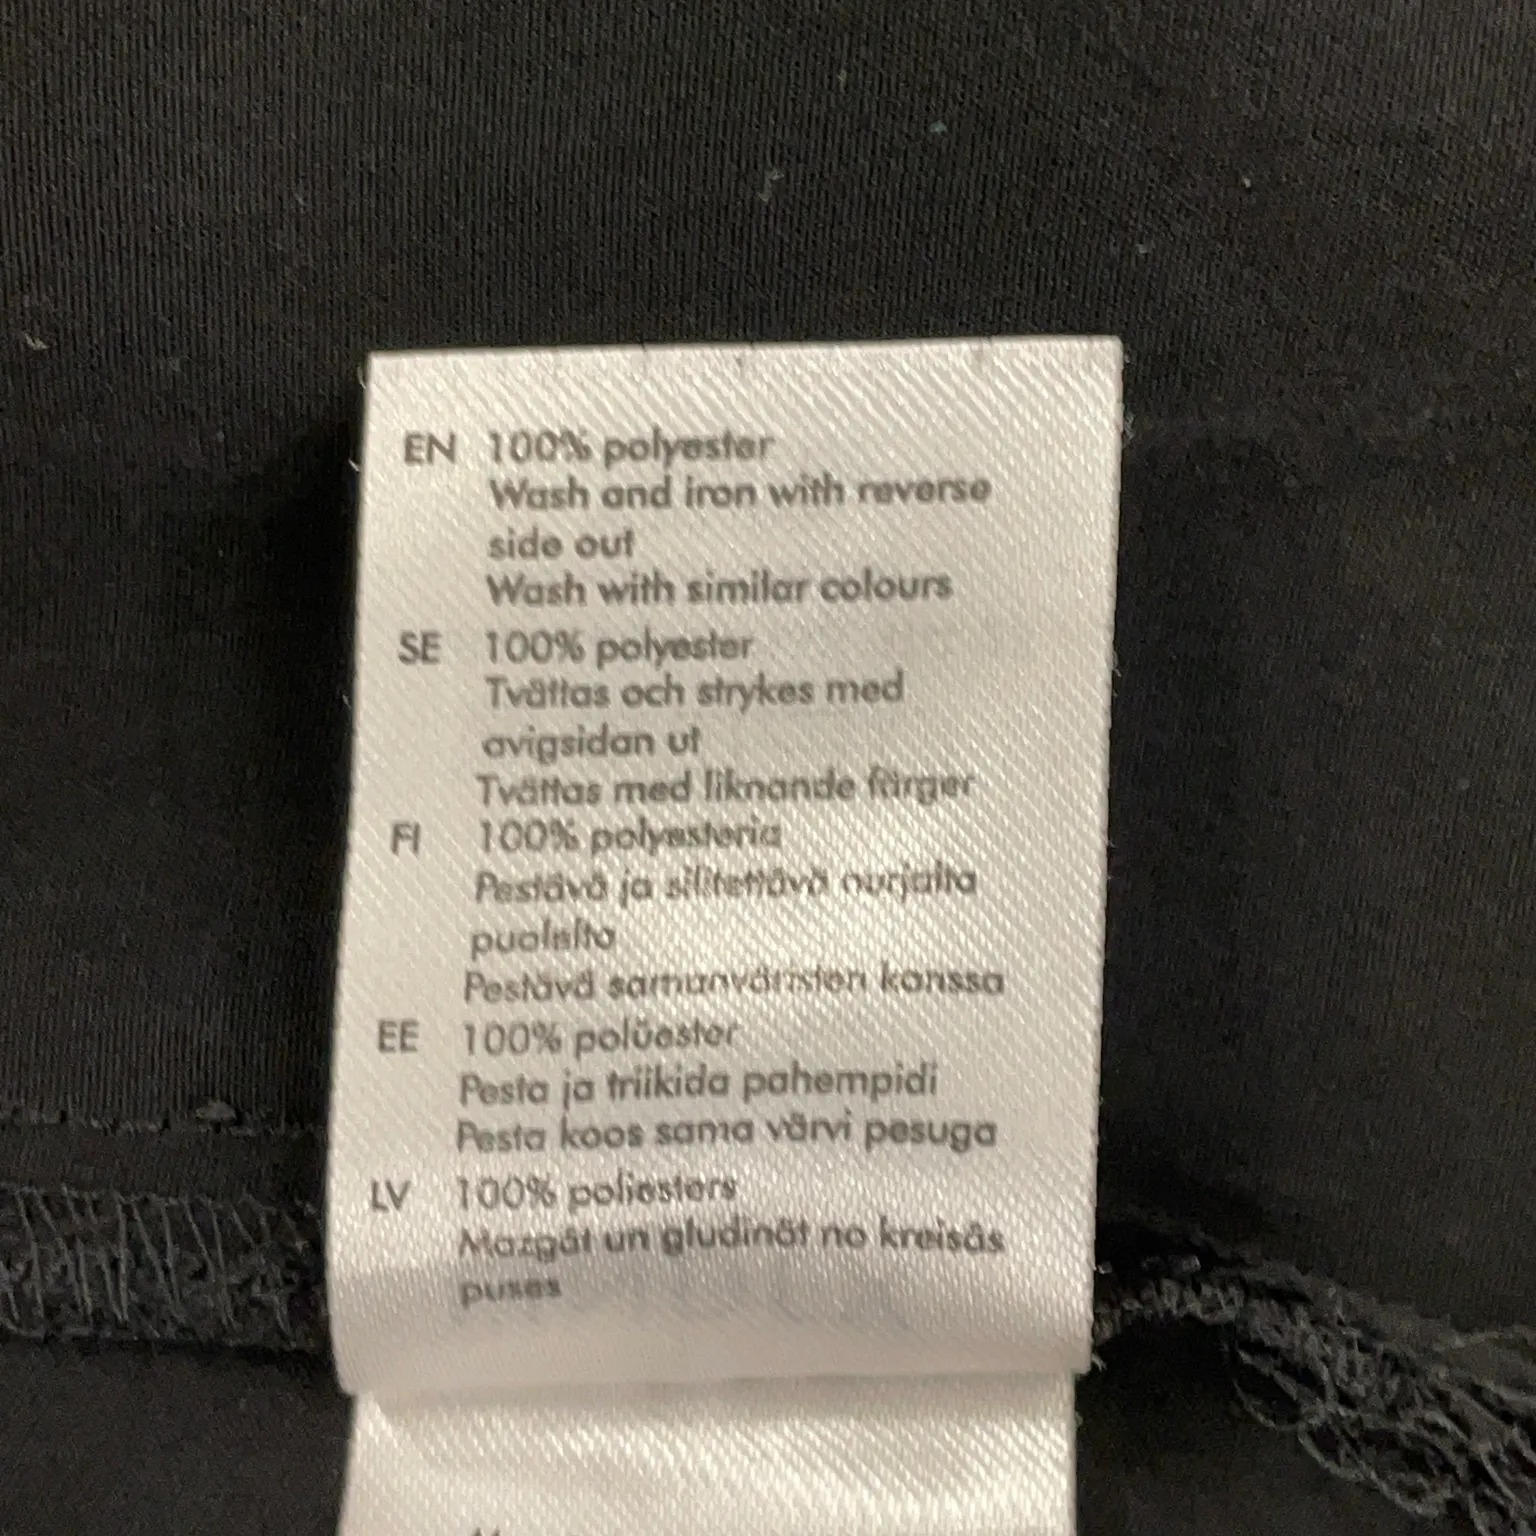 EN 100% polyester
Wash and iron with reverse
side out
Wash with similar colours
SE 100% polyester
Tvättas och strykes med
avigsidan ut
Tvättas med liknande färger
FI 100% polyesteria
Pestävä ja silitettävä nurjalta
puolelta
Pestävä samanväristen kanssa
EE 100% polüester
Pesta ja triikida pahempidi
Pesta koos sama värvi pesuga
LV 100% poliesters
Mazgāt un gludināt no kreisās
puses